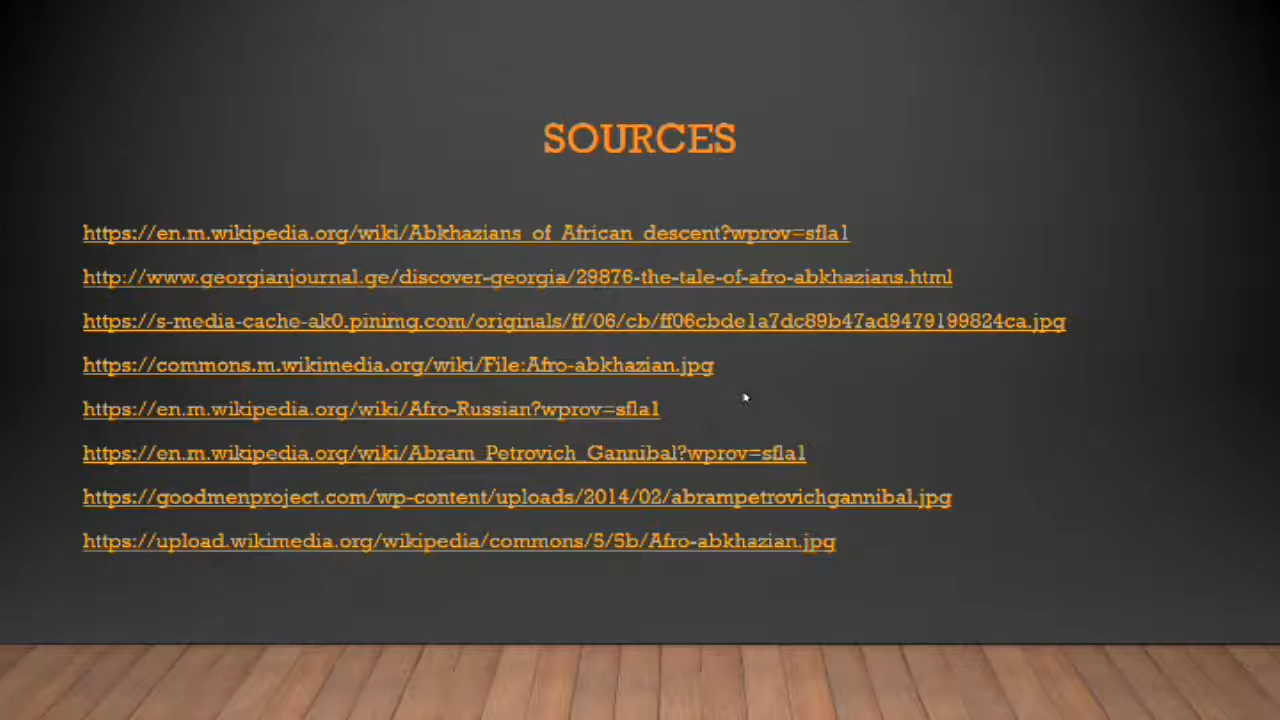 SOURCES
https://en.m.wikipedia.org/wiki/Abkhazians_of_African_descent?wprov=sfla1
http://www.georgianjournal.ge/discover-georgia/29876-the-tale-of-afro-abkhazians.html
https://s-media-cache-ak0.pinimg.com/originals/ff/06/cb/ff06cbde1a7dc89b47ad9479199824ca.jpg
https://commons.m.wikimedia.org/wiki/File:Afro-abkhazian.jpg
https://en.m.wikipedia.org/wiki/Afro-Russian?wprov=sfla1
https://en.m.wikipedia.org/wiki/Abram_Petrovich_Gannibal?wprov=sfla1
https://goodmenproject.com/wp-content/uploads/2014/02/abrampetrovichgannibal.jpg
https://upload.wikimedia.org/wikipedia/commons/5/5b/Afro-abkhazian.jpg